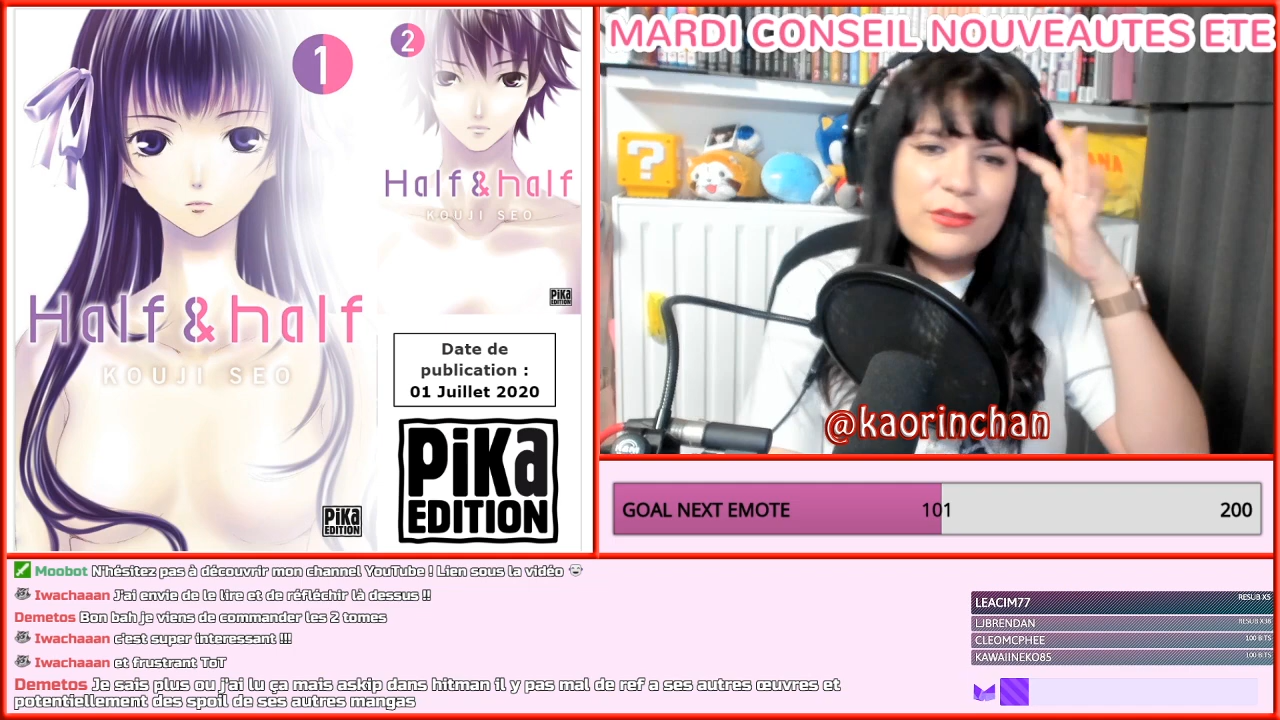 1
2
Half & half
KOUJI SEO
PiKa
EDITION
Half & half
KOUJI SEO
PiKa
EDITION
Date de
publication :
01 Juillet 2020
PiKa
EDITION
MARDI CONSEIL NOUVEAUTES ETE
?
@kaorinchan
GOAL NEXT EMOTE 101 200
Moobot N'hésitez pas à découvrir mon channel YouTube ! Lien sous la vidéo
Iwachaaan J'ai envie de le lire et de réfléchir là dessus !!
Demetos Bon bah je viens de commander les 2 tomes
Iwachaaan c'est super interessant !!!
Iwachaaan et frustrant ToT
Demetos Je sais plus ou j'ai lu ça mais askip dans hitman il y pas mal de ref a ses autres œuvres et
potentiellement des spoil de ses autres mangas
LEACIM77 RESUB X5
LJBRENDAN RESUB X38
CLEOMCPHEE 100 BITS
KAWAIINEKO85 100 BITS